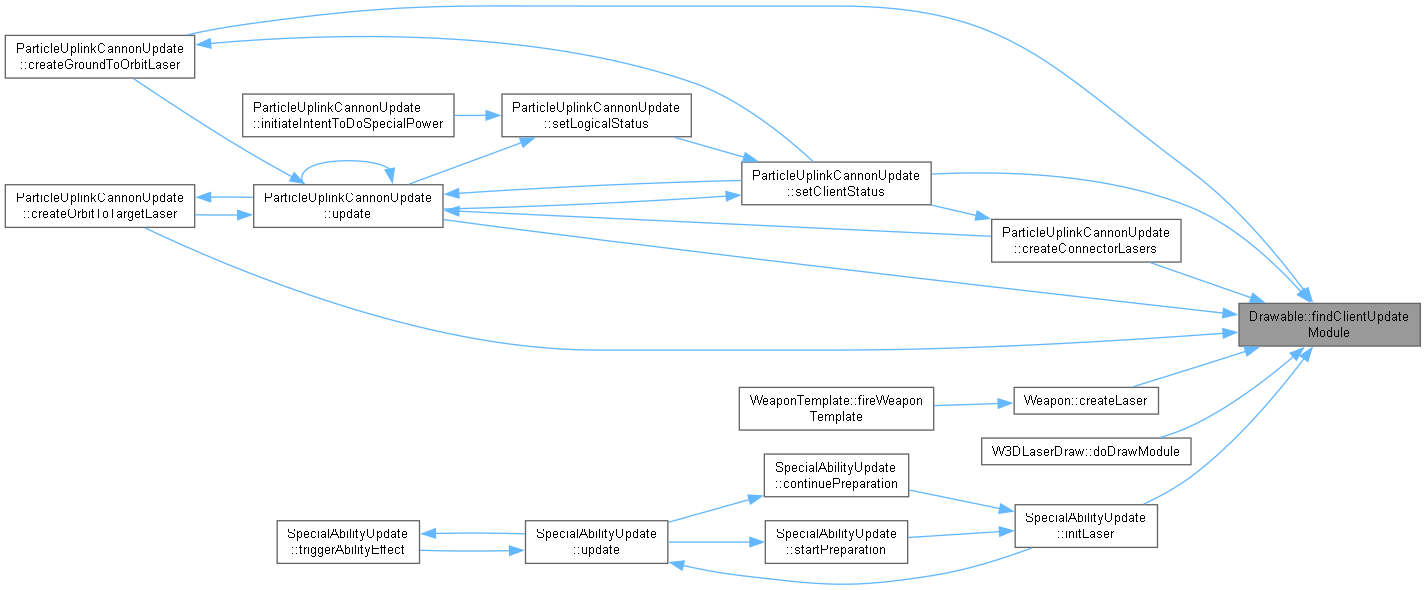 ParticleUplinkCannonUpdate
::createGroundToOrbitLaser
ParticleUplinkCannonUpdate
::initiateIntentToDoSpecialPower
ParticleUplinkCannonUpdate
::setLogicalStatus
ParticleUplinkCannonUpdate
::setClientStatus
ParticleUplinkCannonUpdate
::createOrbitToTargetLaser
ParticleUplinkCannonUpdate
::update
ParticleUplinkCannonUpdate
::createConnectorLasers
Drawable::findClientUpdate
Module
WeaponTemplate::fireWeapon
Template
Weapon::createLaser
W3DLaserDraw::doDrawModule
SpecialAbilityUpdate
::continuePreparation
SpecialAbilityUpdate
::initLaser
SpecialAbilityUpdate
::triggerAbilityEffect
SpecialAbilityUpdate
::update
SpecialAbilityUpdate
::startPreparation